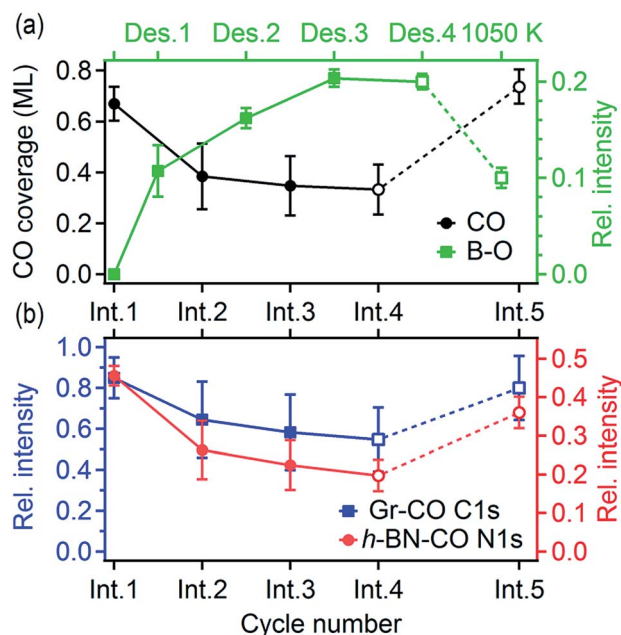 (a)
Des.1 Des.2 Des.3 Des.4 1050 K
CO coverage (ML)
0.8
0.6
0.4
0.2
0.0
0.2
0.1
0.0
Rel. intensity
CO
B-O
Int.1 Int.2 Int.3 Int.4 Int.5
(b)
Rel. intensity
1.0
0.8
0.6
0.4
0.2
0.0
0.5
0.4
0.3
0.2
0.1
0.0
Rel. intensity
Gr-CO C1s
h-BN-CO N1s
Int.1 Int.2 Int.3 Int.4 Int.5
Cycle number